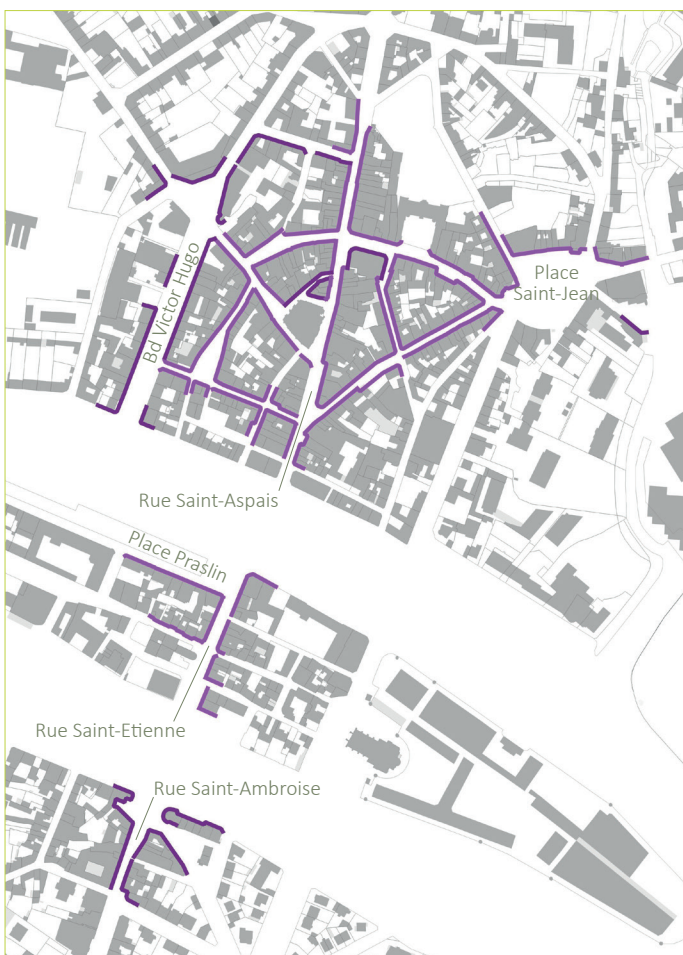 Bd Victor Hugo
Place
Saint-Jean
Rue Saint-Aspais
Place Praslin
Rue Saint-Etienne
Rue Saint-Ambroise